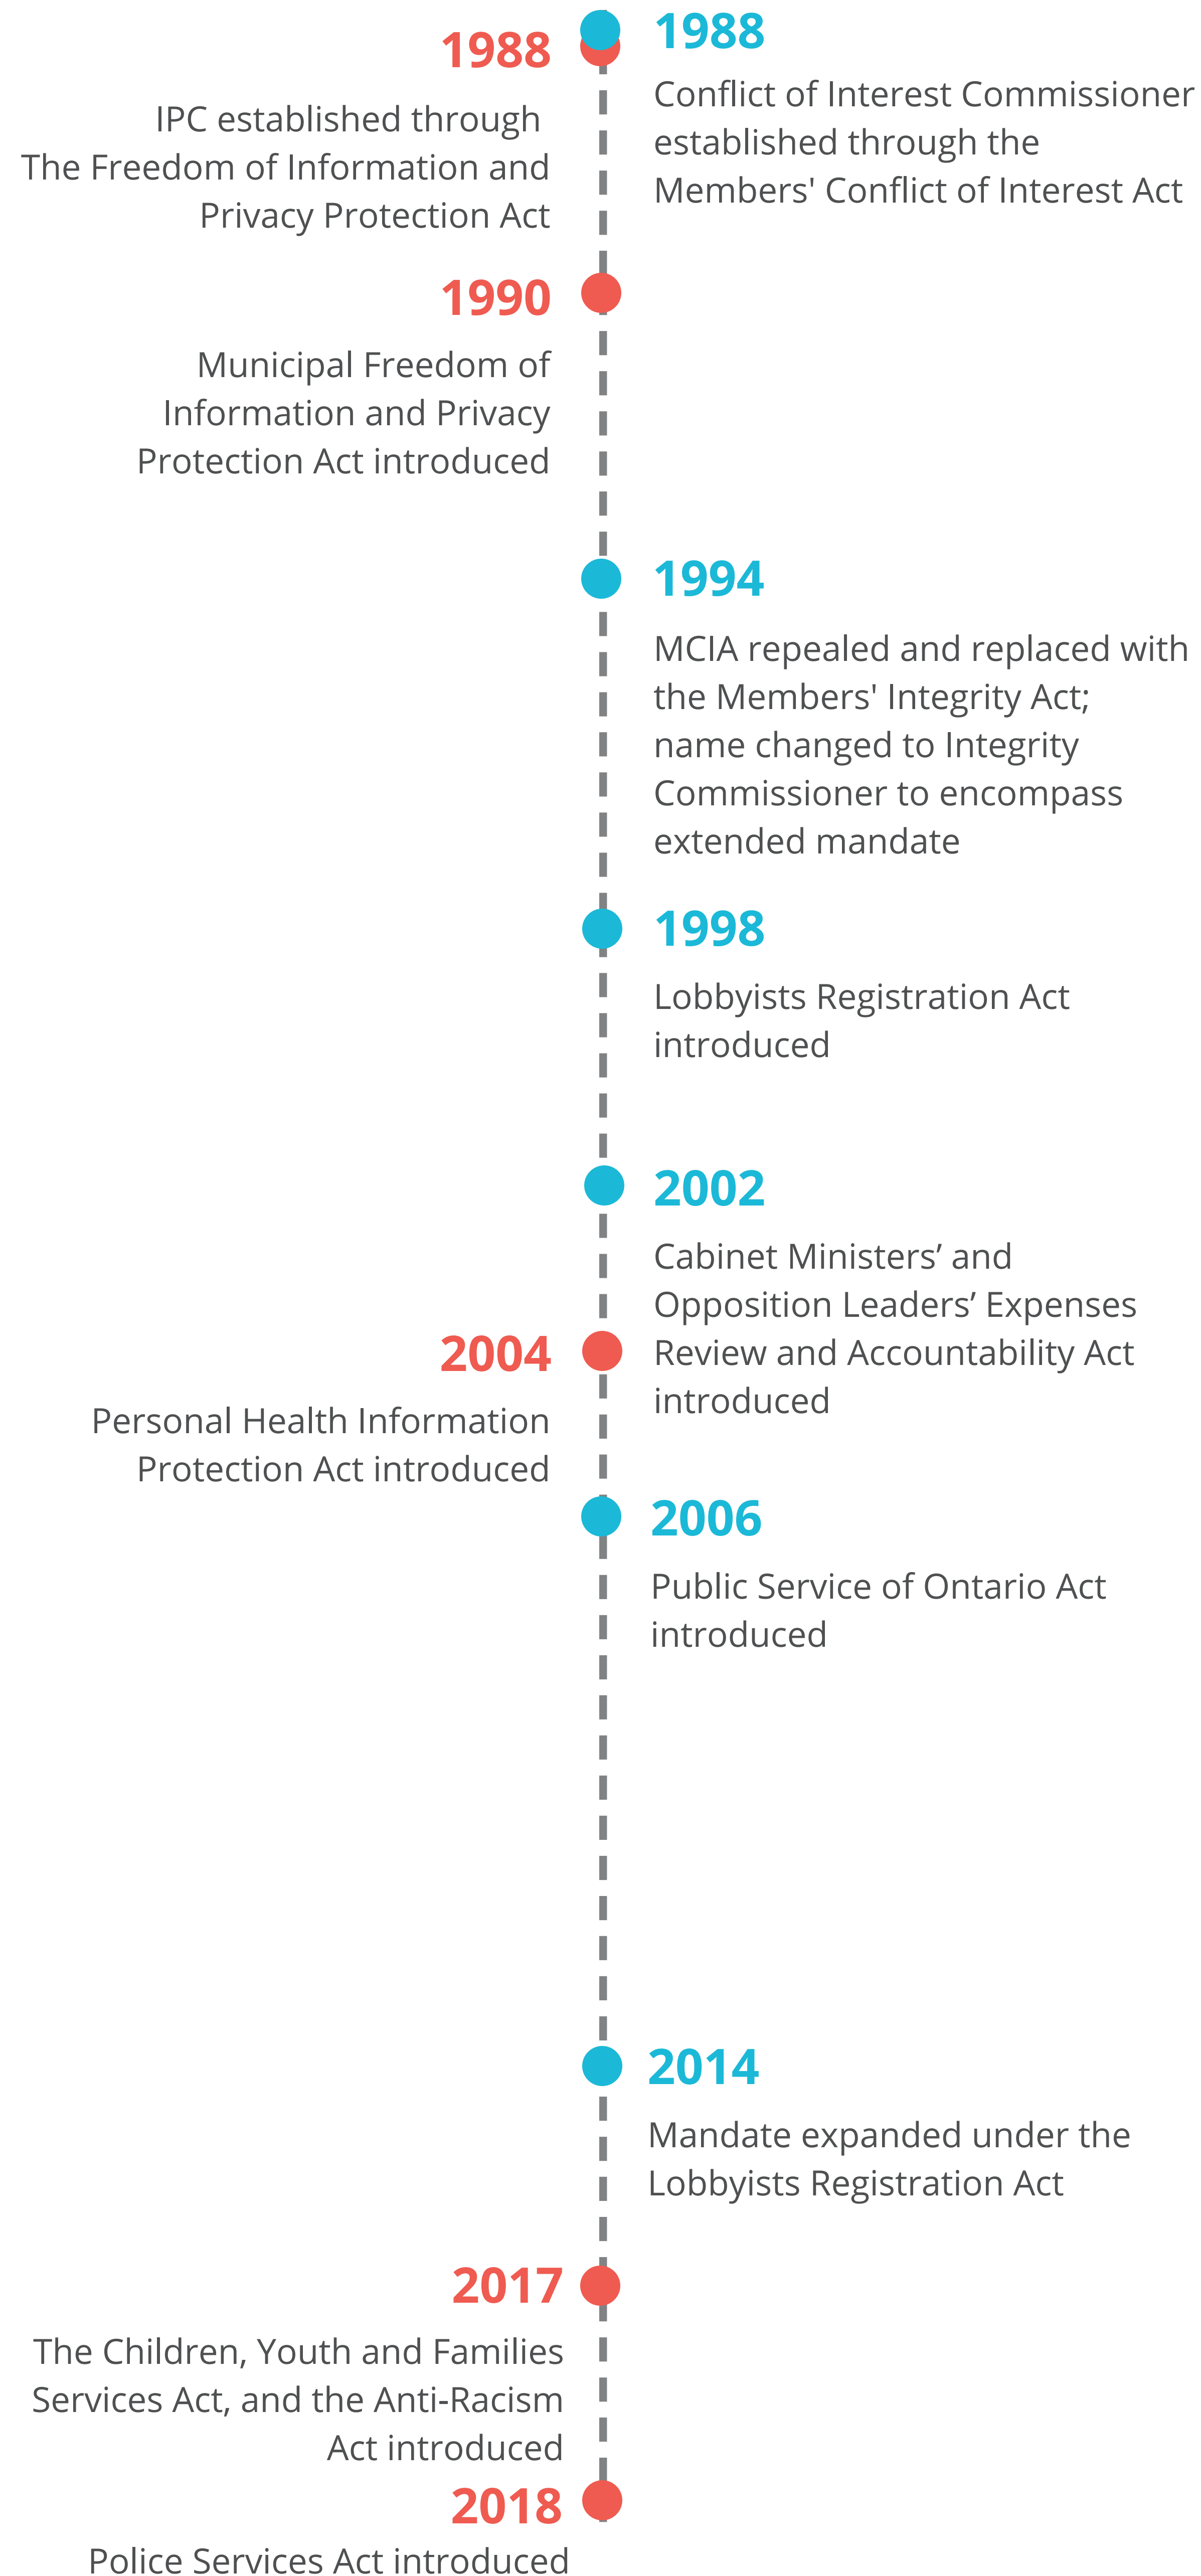 1988
IPC established through
The Freedom of Information and
Privacy Protection Act
1988
Conflict of Interest Commissioner
established through the
Members' Conflict of Interest Act
1990
Municipal Freedom of
Information and Privacy
Protection Act introduced
1994
MCIA repealed and replaced with
the Members' Integrity Act;
name changed to Integrity
Commissioner to encompass
extended mandate
1998
Lobbyists Registration Act
introduced
2002
Cabinet Ministers’ and
Opposition Leaders’ Expenses
Review and Accountability Act
introduced
2004
Personal Health Information
Protection Act introduced
2006
Public Service of Ontario Act
introduced
2014
Mandate expanded under the
Lobbyists Registration Act
2017
The Children, Youth and Families
Services Act, and the Anti-Racism
Act introduced
2018
Police Services Act introduced